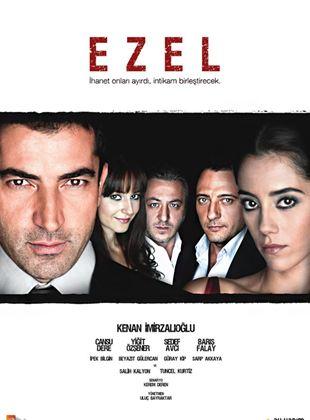 EZEL
İhanet onları ayırdı, intikam birleştirecek.
KENAN İMİRZALIOĞLU
CANSU DERE YİĞİT ÖZŞENER SEDEF AVCI BARIŞ FALAY
İPEK BİLGİN BEYAZIT GÜLERCAN GÜRAY KİP SARP AKKAYA
ve
SALİH KALYON TUNCEL KURTİZ
SENARYO
KEREM DEREN
YÖNETMEN
ULUÇ BAYRAKTAR